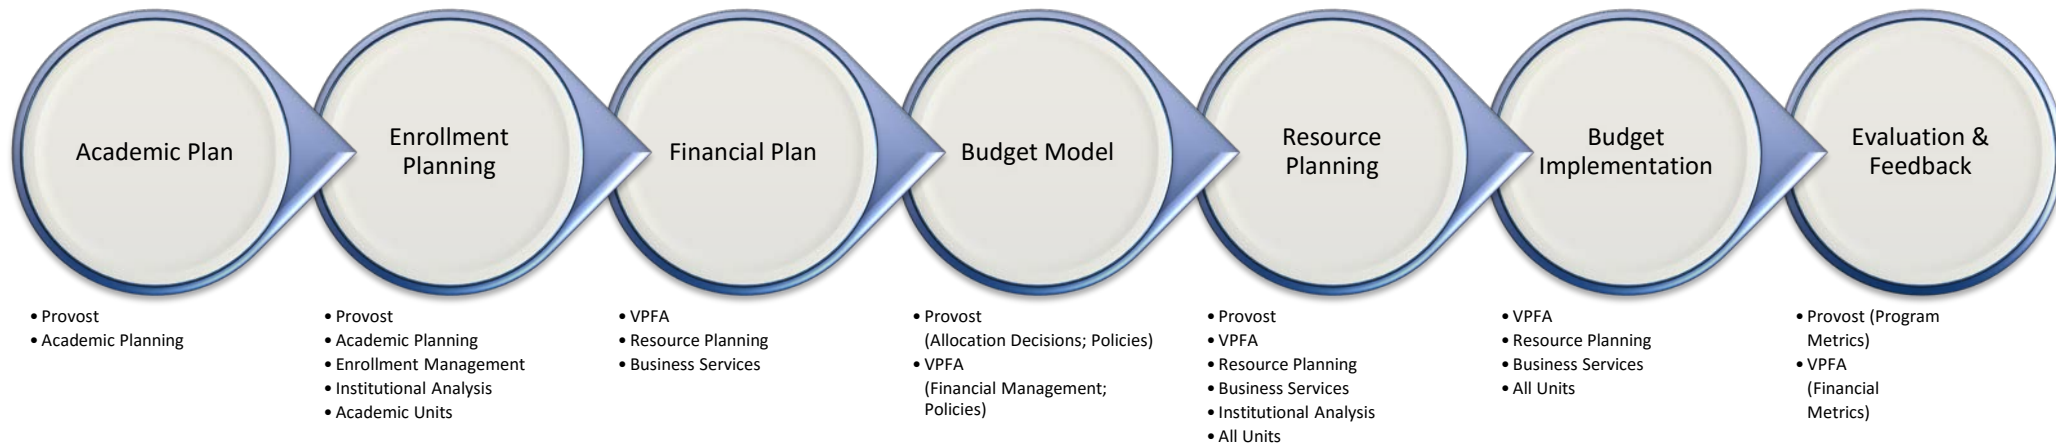 Academic Plan
• Provost
• Academic Planning
Enrollment
Planning
• Provost
• Academic Planning
• Enrollment Management
• Institutional Analysis
• Academic Units
Financial Plan
• VPFA
• Resource Planning
• Business Services
Budget Model
• Provost
(Allocation Decisions; Policies)
• VPFA
(Financial Management;
Policies)
Resource
Planning
• Provost
• VPFA
• Resource Planning
• Business Services
• Institutional Analysis
• All Units
Budget
Implementation
• VPFA
• Resource Planning
• Business Services
• All Units
Evaluation &
Feedback
• Provost (Program
Metrics)
• VPFA
(Financial
Metrics)